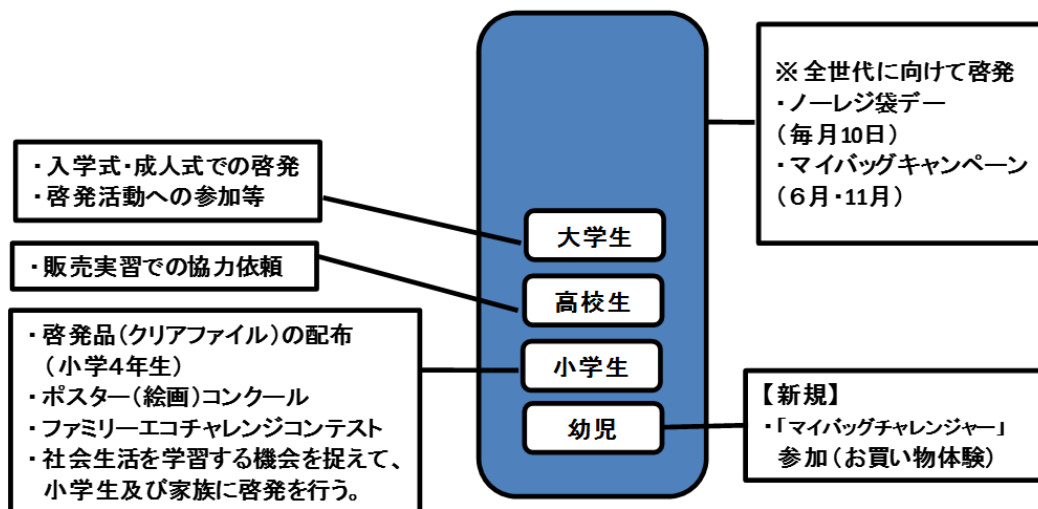 ・入学式・成人式での啓発
・啓発活動への参加等
・販売実習での協力依頼
・啓発品(クリアファイル)の配布
(小学4年生)
・ポスター(絵画)コンクール
・ファミリーエコチャレンジコンテスト
・社会生活を学習する機会を捉えて、
小学生及び家族に啓発を行う。
大学生
高校生
小学生
幼児
※全世代に向けて啓発
・ノーレジ袋デー
(毎月10日)
・マイバッグキャンペーン
(6月・11月)
【新規】
・「マイバッグチャレンジャー」
参加(お買い物体験)